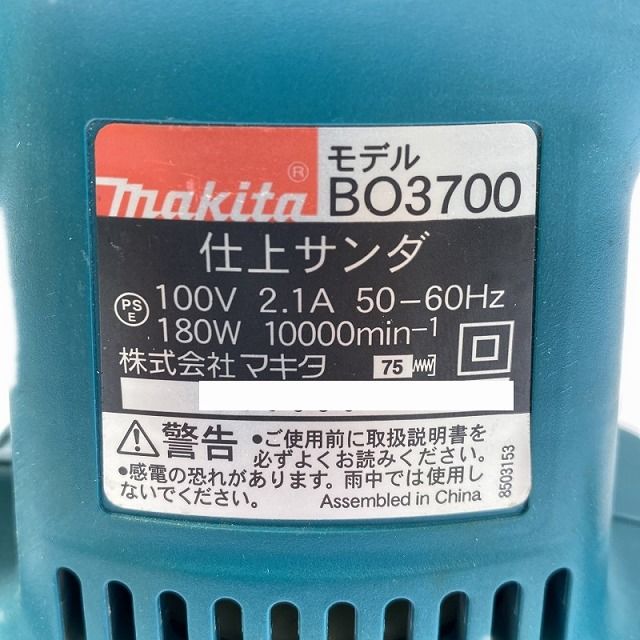 makita®
モデル
BO3700
仕上サンダ
PSE 100V 2.1A 50-60Hz
180W 10000min-1
株式会社マキタ 75
警告
•ご使用前に取扱説明書を
必ずよくお読みください。
•感電の恐れがあります。雨中では使用し
ないでください。
Assembled in China
8503153